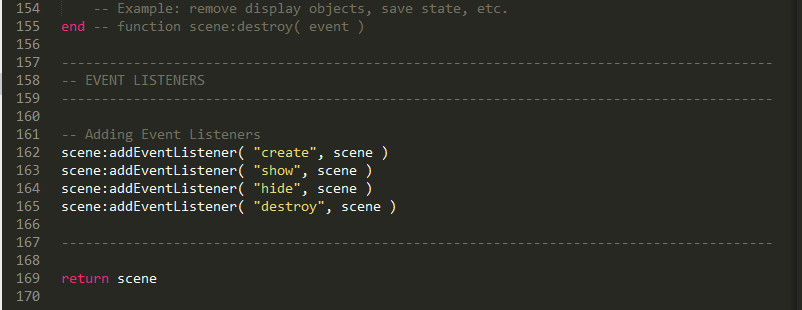 154 -- Example: remove display objects, save state, etc.
155 end -- function scene:destroy( event )
156
157 -----------------------------------------------------------------------------------------
158 -- EVENT LISTENERS
159 -----------------------------------------------------------------------------------------
160
161 -- Adding Event Listeners
162 scene:addEventListener( "create", scene )
163 scene:addEventListener( "show", scene )
164 scene:addEventListener( "hide", scene )
165 scene:addEventListener( "destroy", scene )
166
167 -----------------------------------------------------------------------------------------
168
169 return scene
170